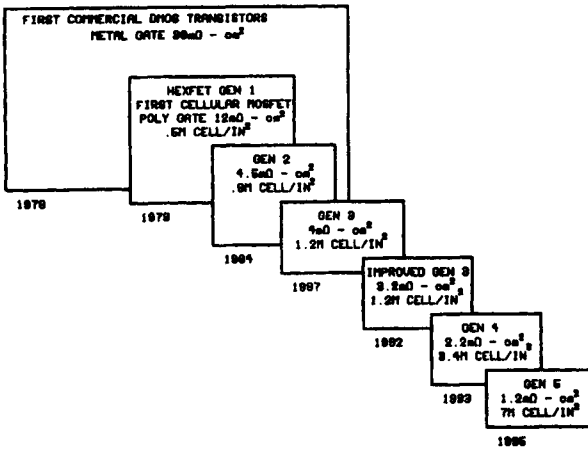 FIRST COMMERCIAL DMOS TRANSISTORS
METAL GATE 30mΩ - cm²
HEXFET GEN 1
FIRST CELLULAR MOSFET
POLY GATE 12mΩ - cm²
.5M CELL/IN²
GEN 2
4.5mΩ - cm²
.9M CELL/IN²
1978
1979
GEN 3
4mΩ - cm²
1.2M CELL/IN²
1984
IMPROVED GEN 3
3.2mΩ - cm²
1.2M CELL/IN²
1987
GEN 4
2.2mΩ - cm²
3.4M CELL/IN²
1992
GEN 5
1.2mΩ - cm²
7M CELL/IN²
1993
1995